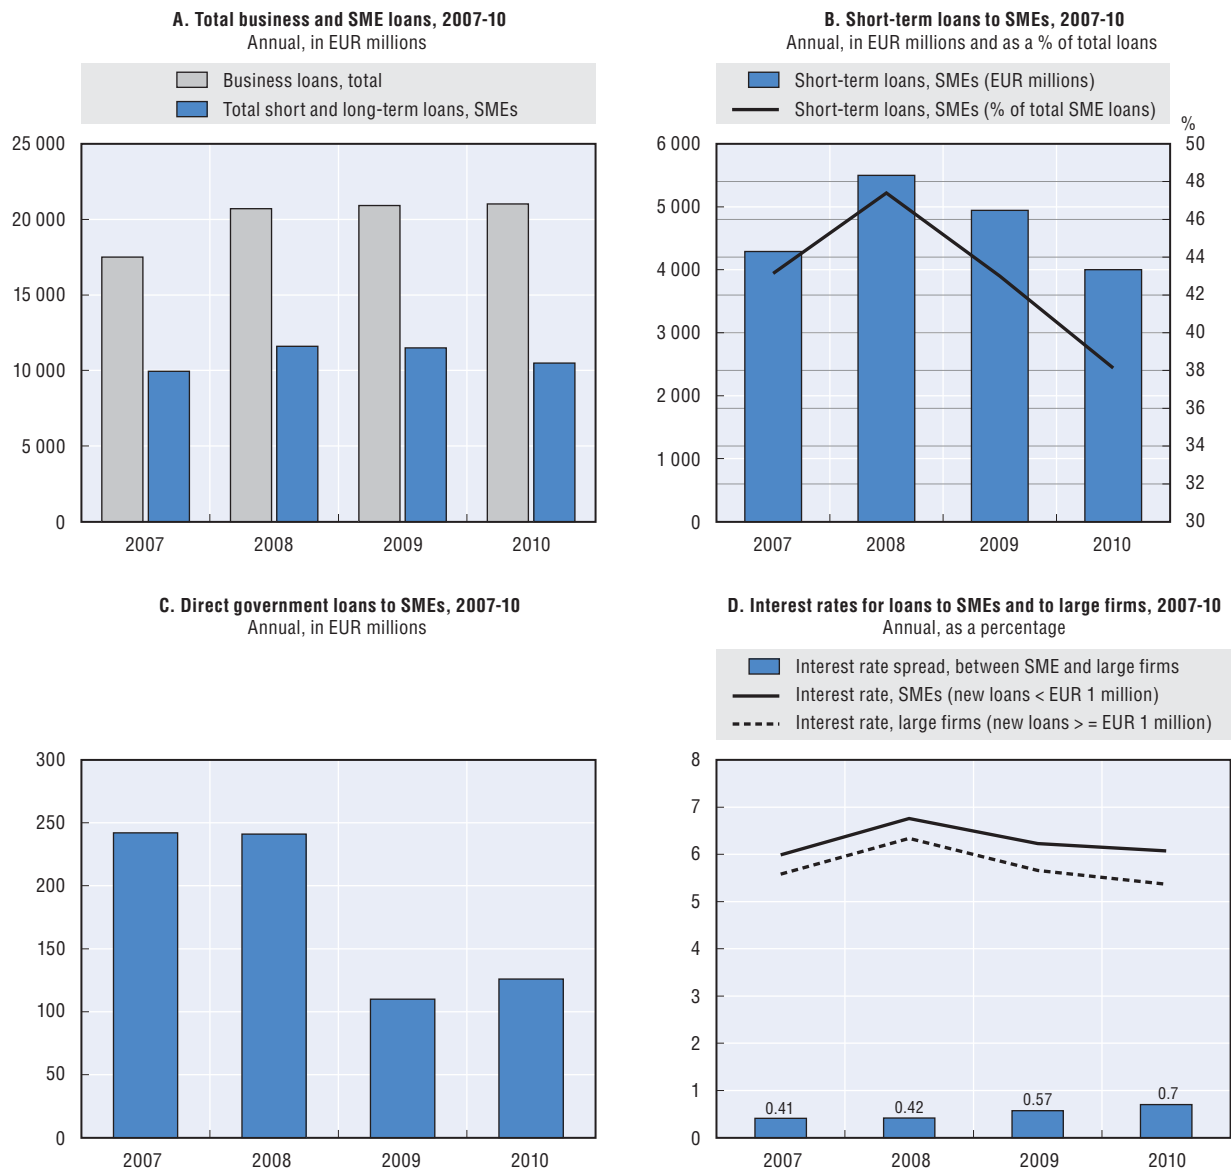 A. Total business and SME loans, 2007-10
Annual, in EUR millions
Business loans, total
Total short and long-term loans, SMEs
25 000
20 000
15 000
10 000
5 000
0
2007 2008 2009 2010
B. Short-term loans to SMEs, 2007-10
Annual, in EUR millions and as a % of total loans
Short-term loans, SMEs (EUR millions)
Short-term loans, SMEs (% of total SME loans)
%
6 000
5 000
4 000
3 000
2 000
1 000
0
50
48
46
44
42
40
38
36
34
32
30
2007 2008 2009 2010
C. Direct government loans to SMEs, 2007-10
Annual, in EUR millions
300
250
200
150
100
50
0
2007 2008 2009 2010
D. Interest rates for loans to SMEs and to large firms, 2007-10
Annual, as a percentage
Interest rate spread, between SME and large firms
Interest rate, SMEs (new loans < EUR 1 million)
Interest rate, large firms (new loans > = EUR 1 million)
8
7
6
5
4
3
2
1
0
0.41 0.42 0.57 0.7
2007 2008 2009 2010